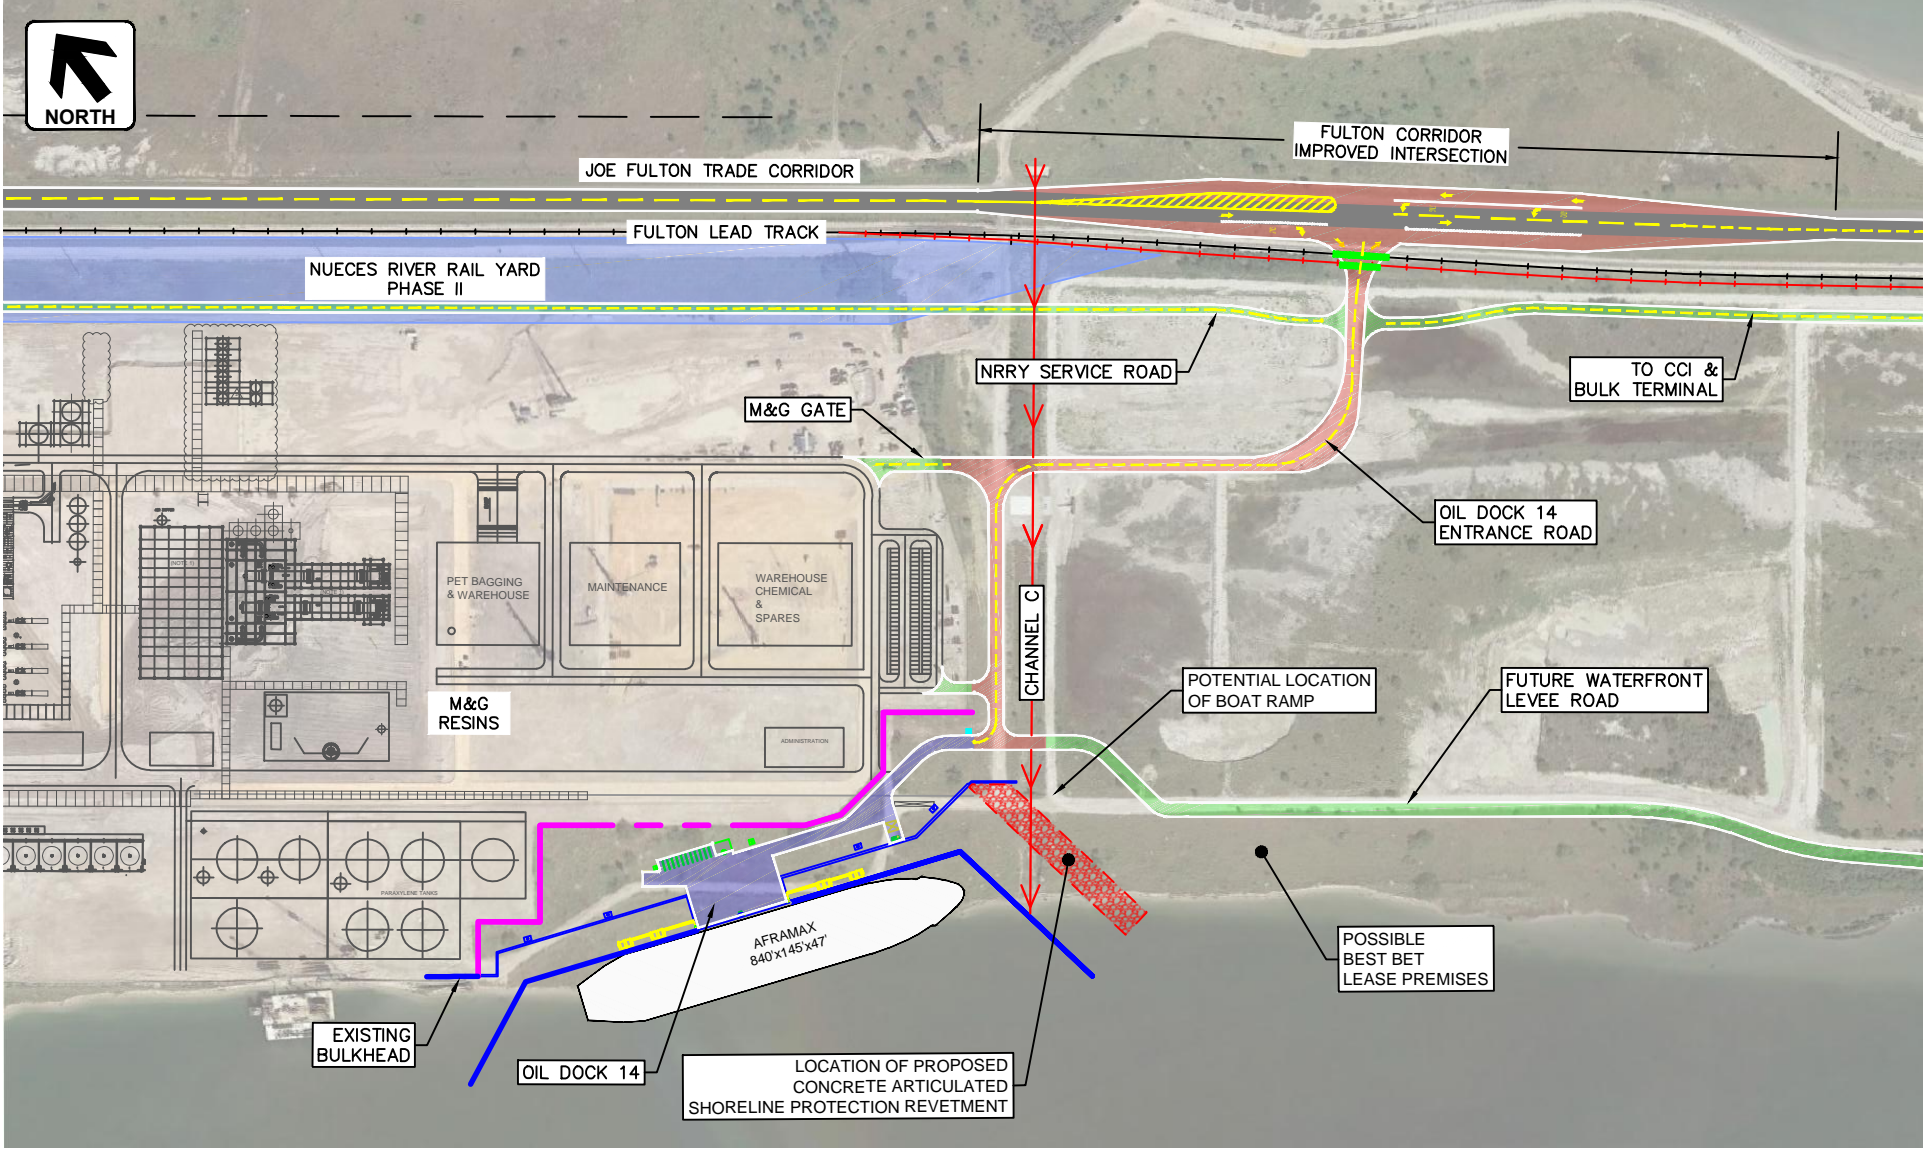 NORTH
JOE FULTON TRADE CORRIDOR
FULTON CORRIDOR
IMPROVED INTERSECTION
FULTON LEAD TRACK
NUECES RIVER RAIL YARD
PHASE II
NRRY SERVICE ROAD
TO CCI &
BULK TERMINAL
M&G GATE
OIL DOCK 14
ENTRANCE ROAD
PET BAGGING
& WAREHOUSE
MAINTENANCE
WAREHOUSE
CHEMICAL
&
SPARES
CHANNEL C
M&G
RESINS
POTENTIAL LOCATION
OF BOAT RAMP
FUTURE WATERFRONT
LEVEE ROAD
ADMINISTRATION
PARAXYLENE TANKS
AFRAMAX
840'x145'x47'
POSSIBLE
BEST BET
LEASE PREMISES
EXISTING
BULKHEAD
OIL DOCK 14
LOCATION OF PROPOSED
CONCRETE ARTICULATED
SHORELINE PROTECTION REVETMENT